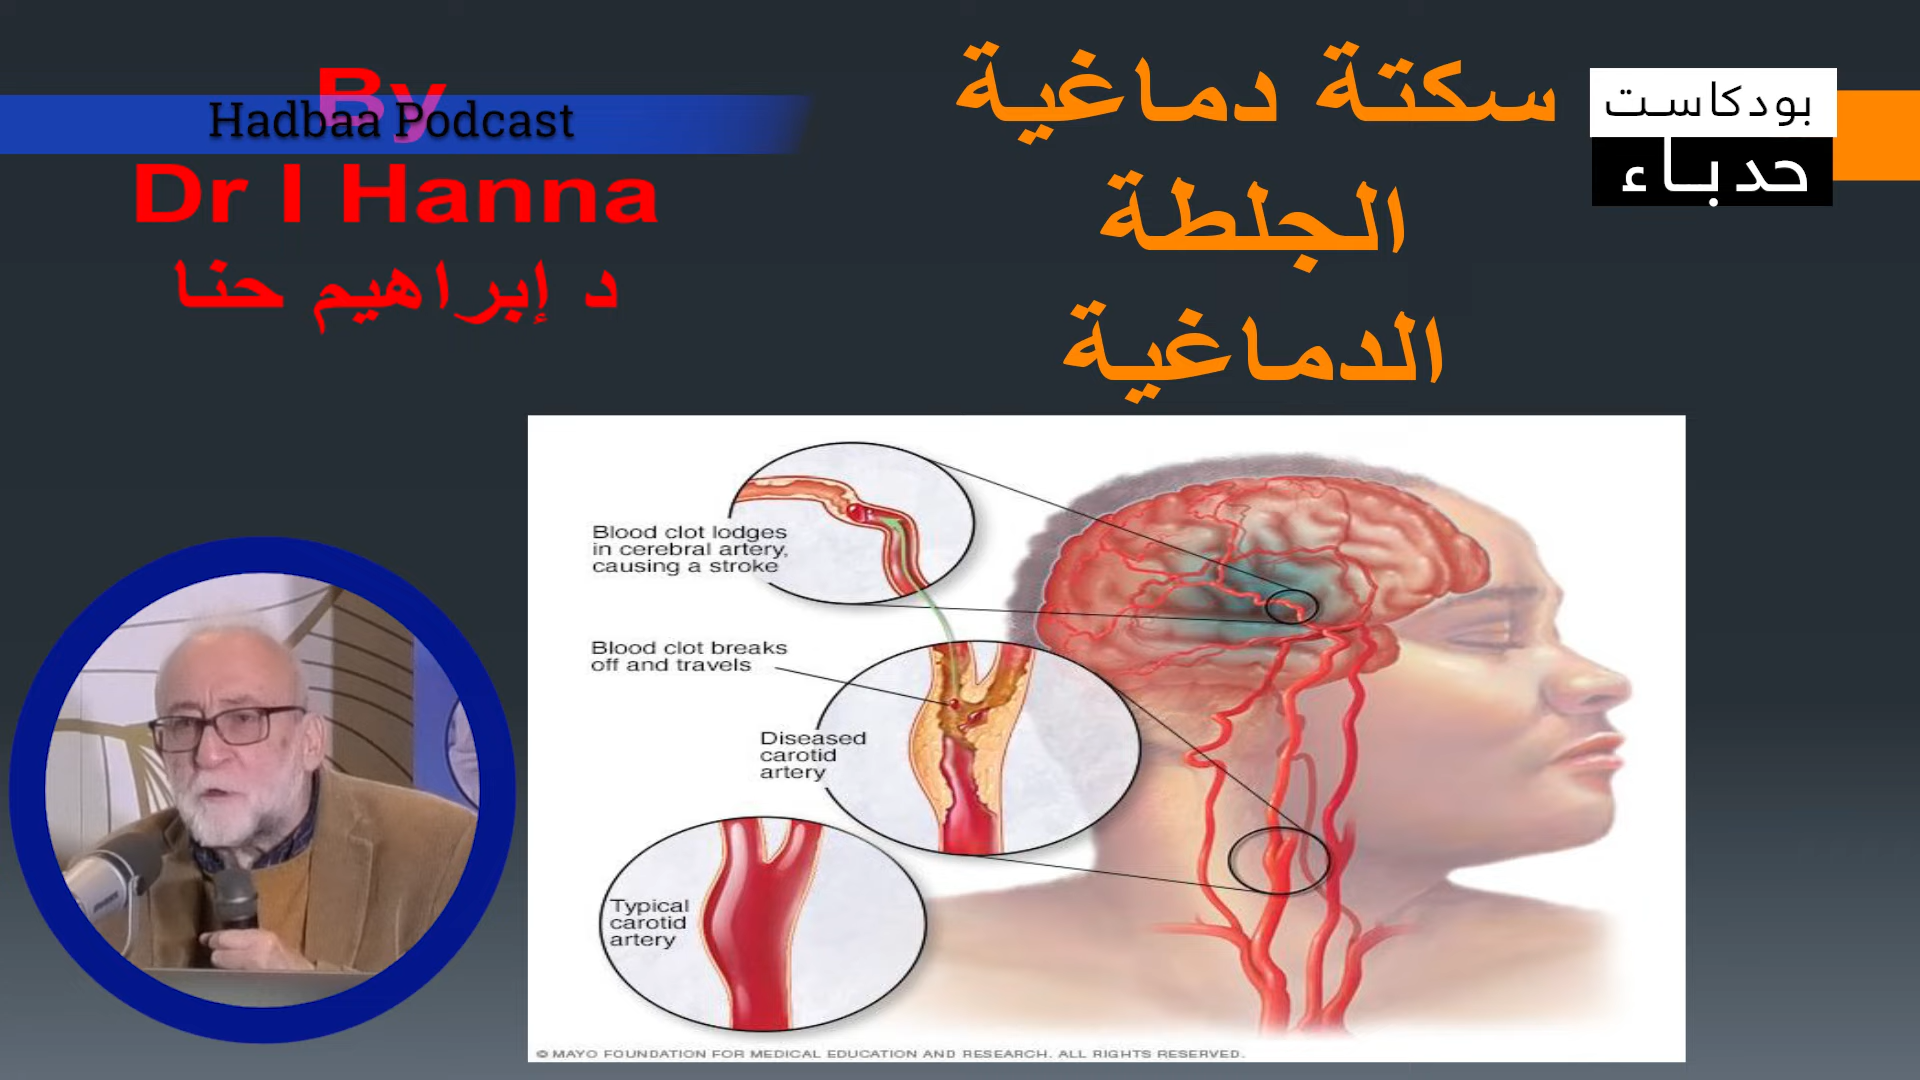 By
Hadbaa Podcast
Dr I Hanna
د إبراهيم حنا
سكتة دماغية
الجلطة
الدماغية
بودكاست
حدباء
Blood clot lodges
in cerebral artery,
causing a stroke
Blood clot breaks
off and travels
Diseased
carotid
artery
Typical
carotid
artery
© MAYO FOUNDATION FOR MEDICAL EDUCATION AND RESEARCH. ALL RIGHTS RESERVED.